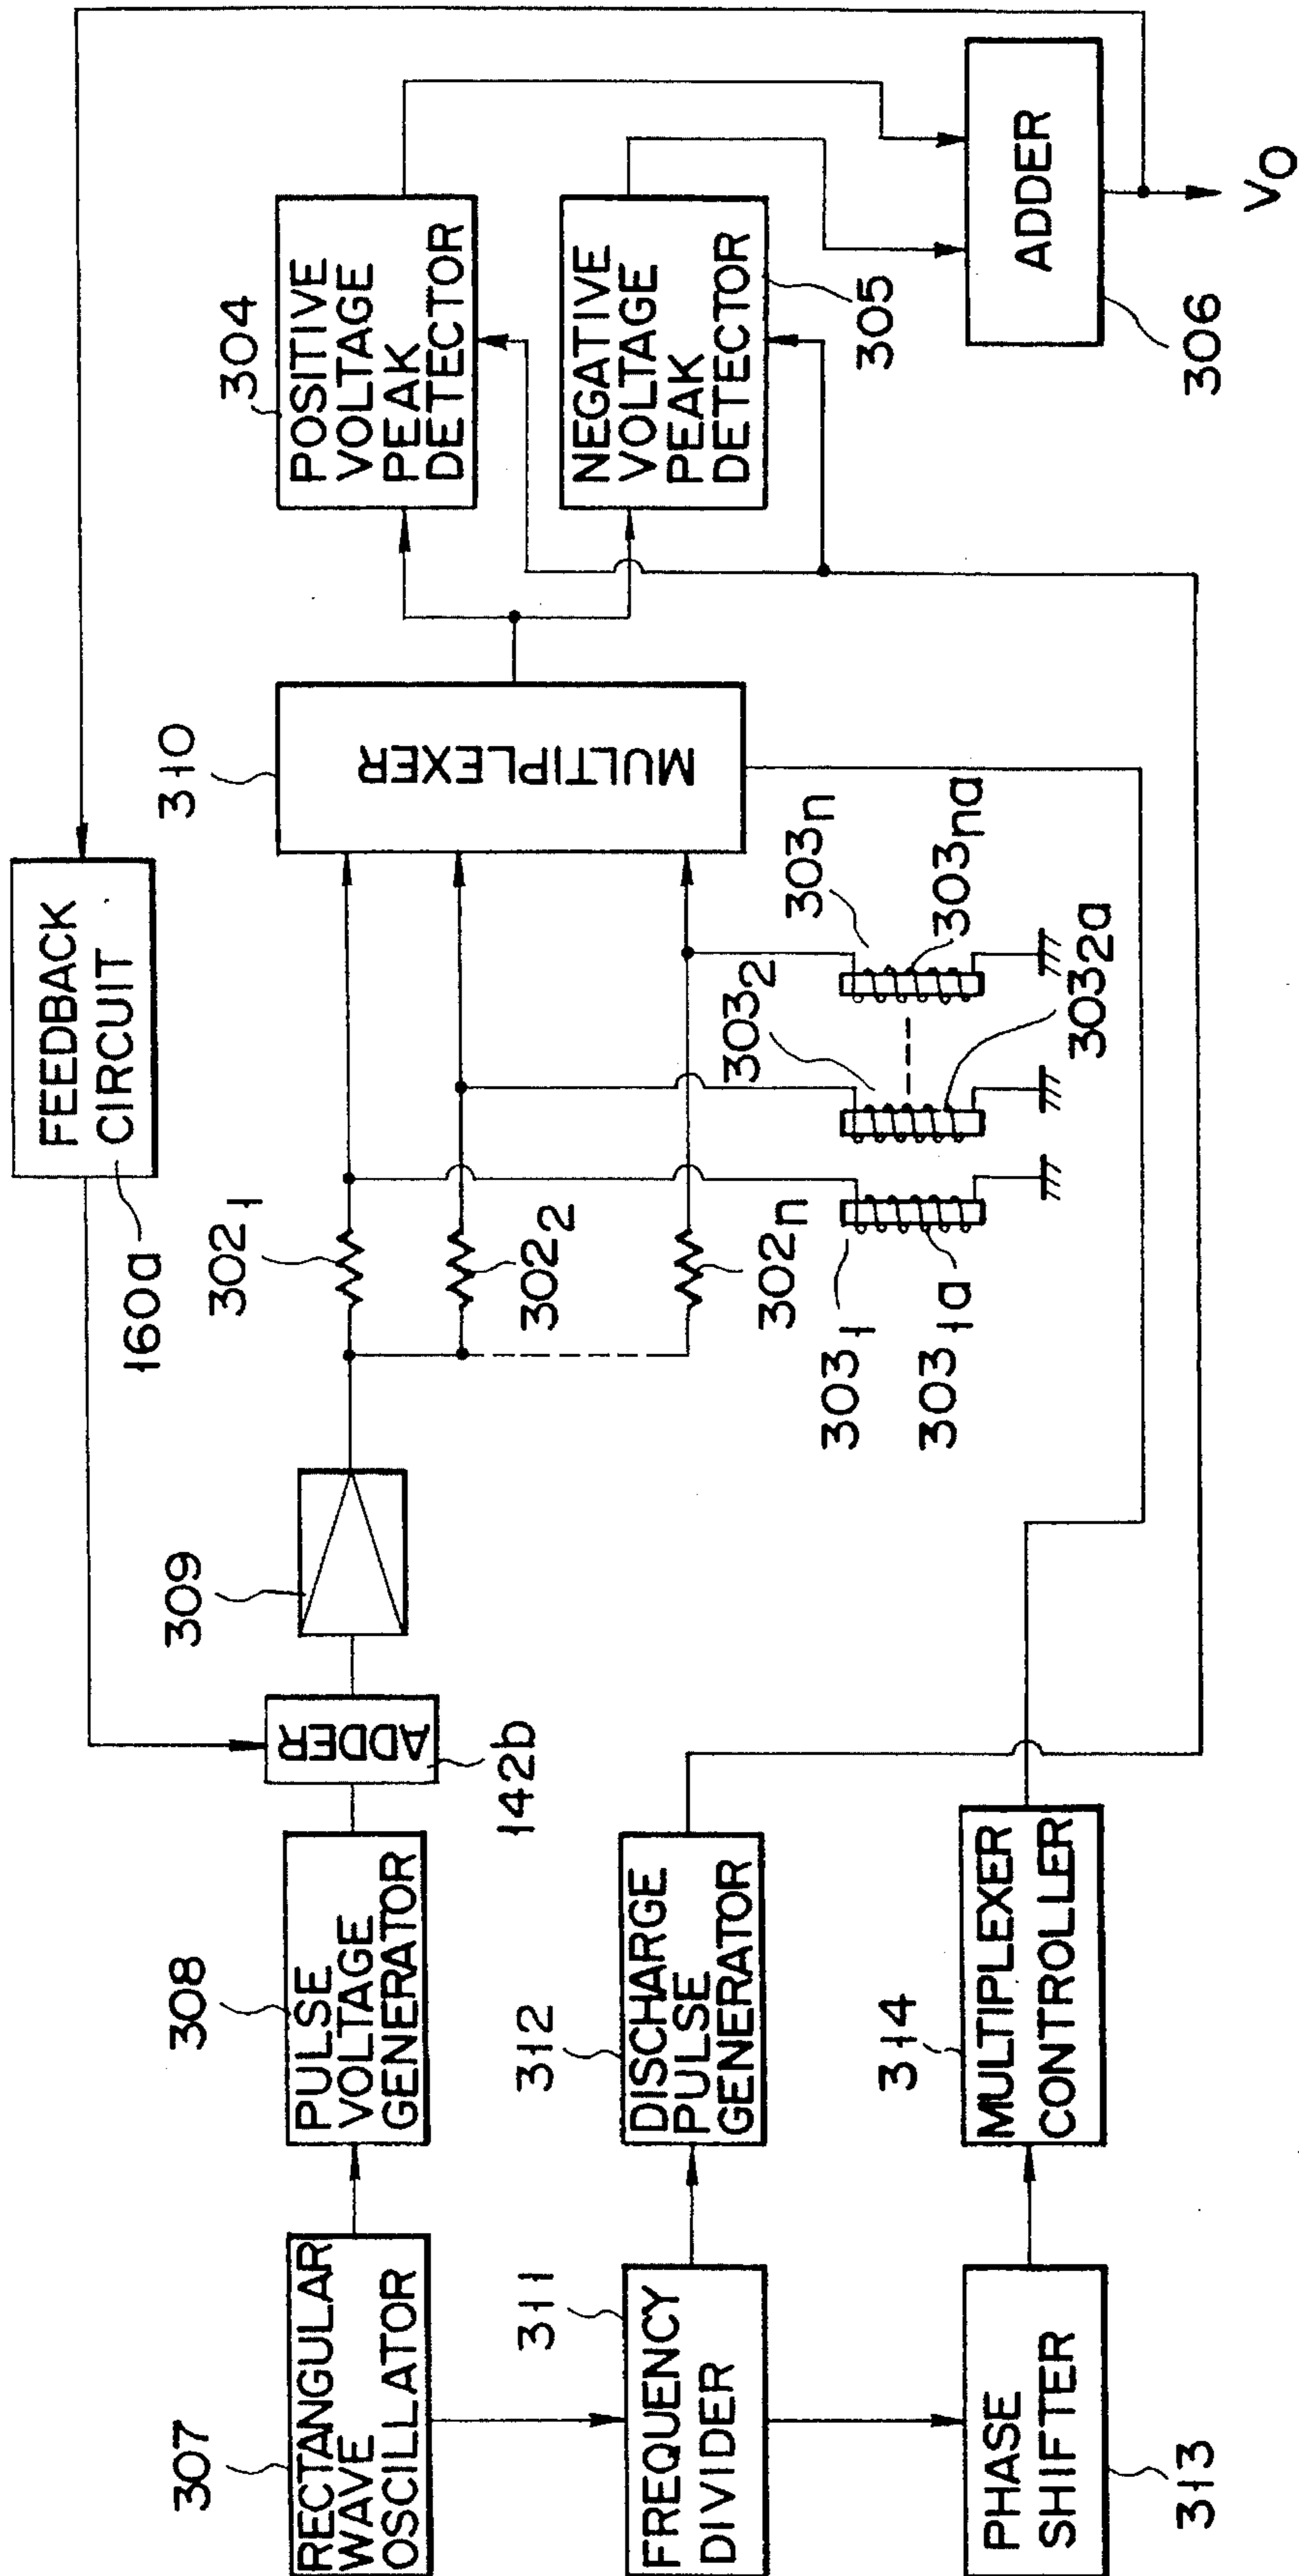 307
RECTANGULAR
WAVE
OSCILLATOR
308
PULSE
VOLTAGE
GENERATOR
ADDER
142b
309
160a
FEEDBACK
CIRCUIT
302₁
302₂
302ₙ
303₁
303₁a
303₂
303₂a
303ₙ
303ₙa
310
MULTIPLEXER
304
POSITIVE
VOLTAGE
PEAK
DETECTOR
NEGATIVE
VOLTAGE
PEAK
DETECTOR
305
ADDER
306
VO
311
FREQUENCY
DIVIDER
312
DISCHARGE
PULSE
GENERATOR
PHASE
SHIFTER
313
314
MULTIPLEXER
CONTROLLER